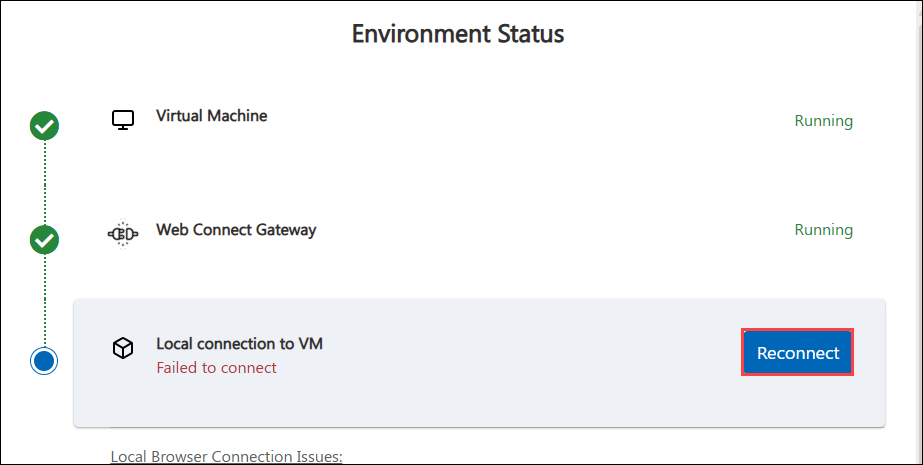 Environment Status
Virtual Machine
Running
Web Connect Gateway
Running
Local connection to VM
Failed to connect
Reconnect
Local Browser Connection Issues: